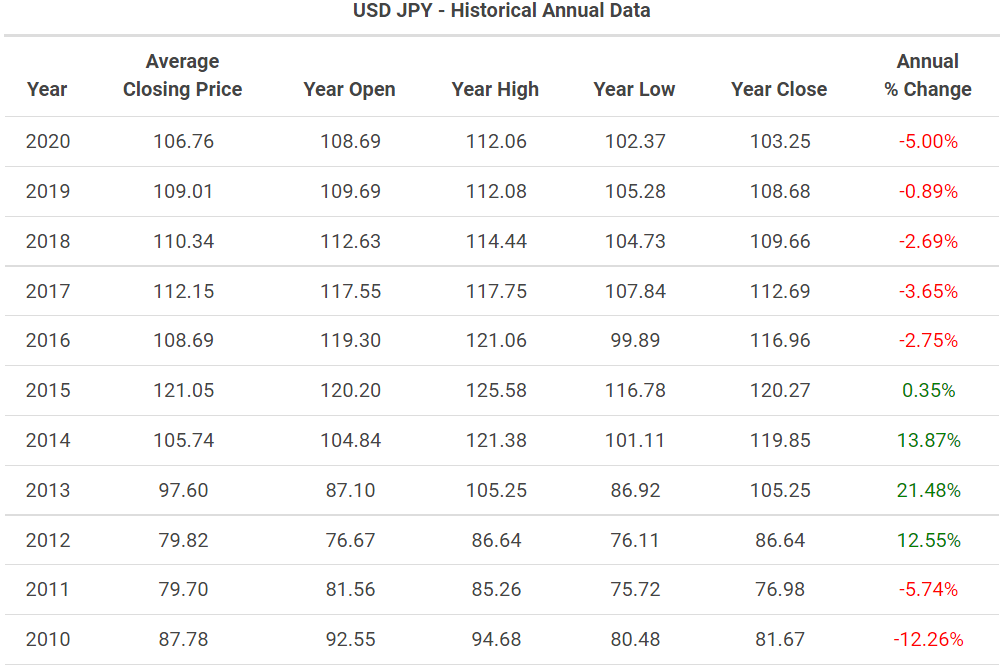 USD JPY - Historical Annual Data
Year Average Closing Price Year Open Year High Year Low Year Close Annual % Change
2020 106.76 108.69 112.06 102.37 103.25 -5.00%
2019 109.01 109.69 112.08 105.28 108.68 -0.89%
2018 110.34 112.63 114.44 104.73 109.66 -2.69%
2017 112.15 117.55 117.75 107.84 112.69 -3.65%
2016 108.69 119.30 121.06 99.89 116.96 -2.75%
2015 121.05 120.20 125.58 116.78 120.27 0.35%
2014 105.74 104.84 121.38 101.11 119.85 13.87%
2013 97.60 87.10 105.25 86.92 105.25 21.48%
2012 79.82 76.67 86.64 76.11 86.64 12.55%
2011 79.70 81.56 85.26 75.72 76.98 -5.74%
2010 87.78 92.55 94.68 80.48 81.67 -12.26%